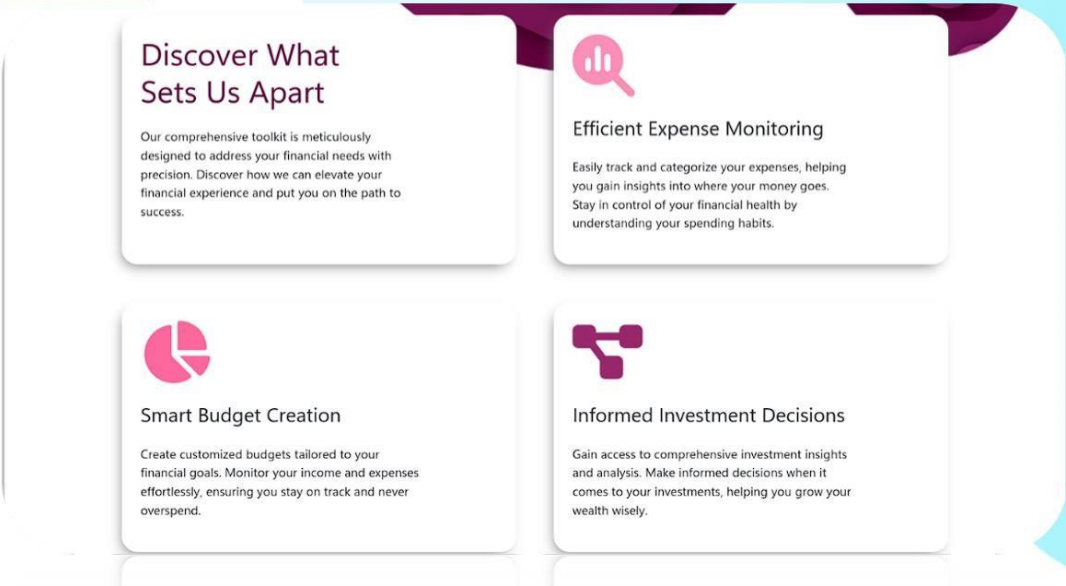 Discover What
Sets Us Apart
Our comprehensive toolkit is meticulously
designed to address your financial needs with
precision. Discover how we can elevate your
financial experience and put you on the path to
success.
Efficient Expense Monitoring
Easily track and categorize your expenses, helping
you gain insights into where your money goes.
Stay in control of your financial health by
understanding your spending habits.
Smart Budget Creation
Create customized budgets tailored to your
financial goals. Monitor your income and expenses
effortlessly, ensuring you stay on track and never
overspend.
Informed Investment Decisions
Gain access to comprehensive investment insights
and analysis. Make informed decisions when it
comes to your investments, helping you grow your
wealth wisely.